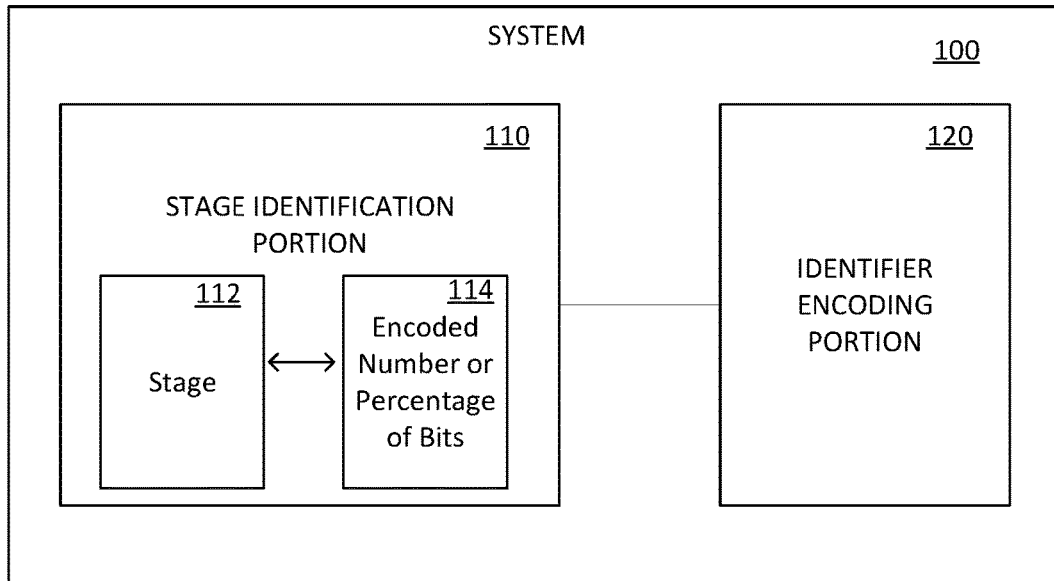 SYSTEM
100
110
STAGE IDENTIFICATION
PORTION
112
Stage
114
Encoded
Number or
Percentage
of Bits
120
IDENTIFIER
ENCODING
PORTION